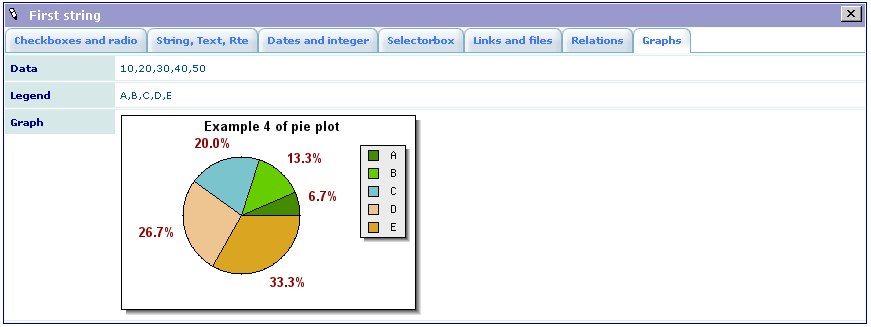 First string
Checkboxes and radio String, Text, Rte Dates and integer Selectorbox Links and files Relations Graphs
Data 10,20,30,40,50
Legend A,B,C,D,E
Graph
Example 4 of pie plot
20.0%
13.3%
6.7%
26.7%
33.3%
A
B
C
D
E